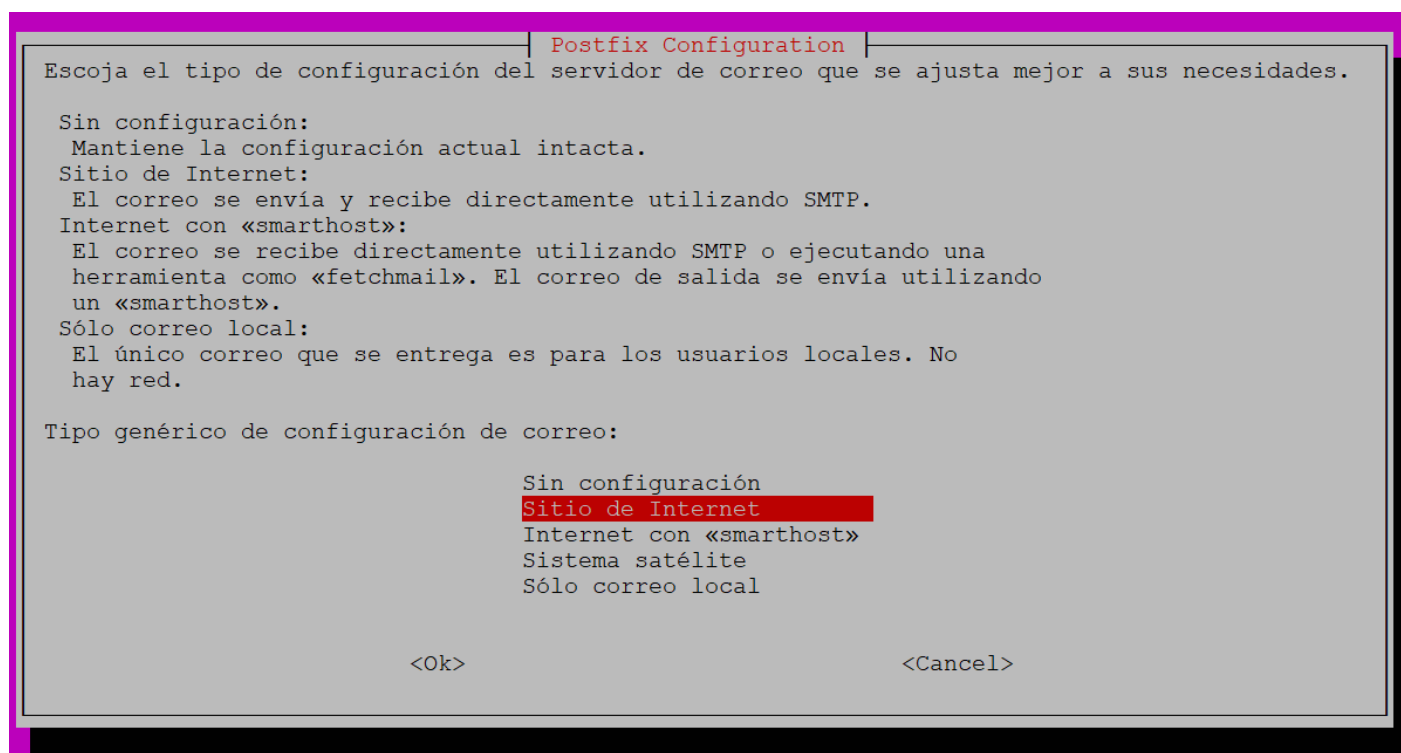 Postfix Configuration
Escoja el tipo de configuración del servidor de correo que se ajusta mejor a sus necesidades.
Sin configuración:
Mantiene la configuración actual intacta.
Sitio de Internet:
El correo se envía y recibe directamente utilizando SMTP.
Internet con «smarthost»:
El correo se recibe directamente utilizando SMTP o ejecutando una
herramienta como «fetchmail». El correo de salida se envía utilizando
un «smarthost».
Sólo correo local:
El único correo que se entrega es para los usuarios locales. No
hay red.
Tipo genérico de configuración de correo:
Sin configuración
Sitio de Internet
Internet con «smarthost»
Sistema satélite
Sólo correo local
<Ok> <Cancel>